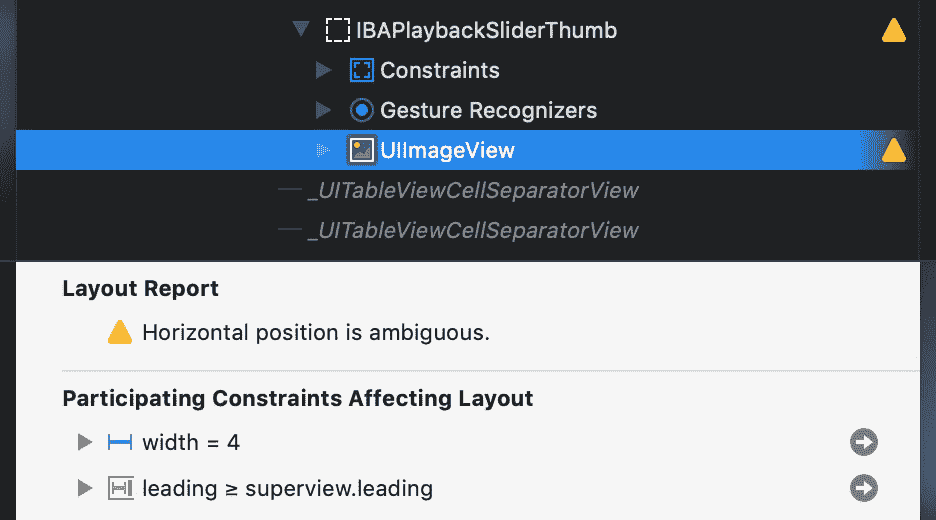 IBAPlaybackSliderThumb
Constraints
Gesture Recognizers
UIImageView
_UITableViewCellSeparatorView
_UITableViewCellSeparatorView
Layout Report
Horizontal position is ambiguous.
Participating Constraints Affecting Layout
width = 4
leading ≥ superview.leading